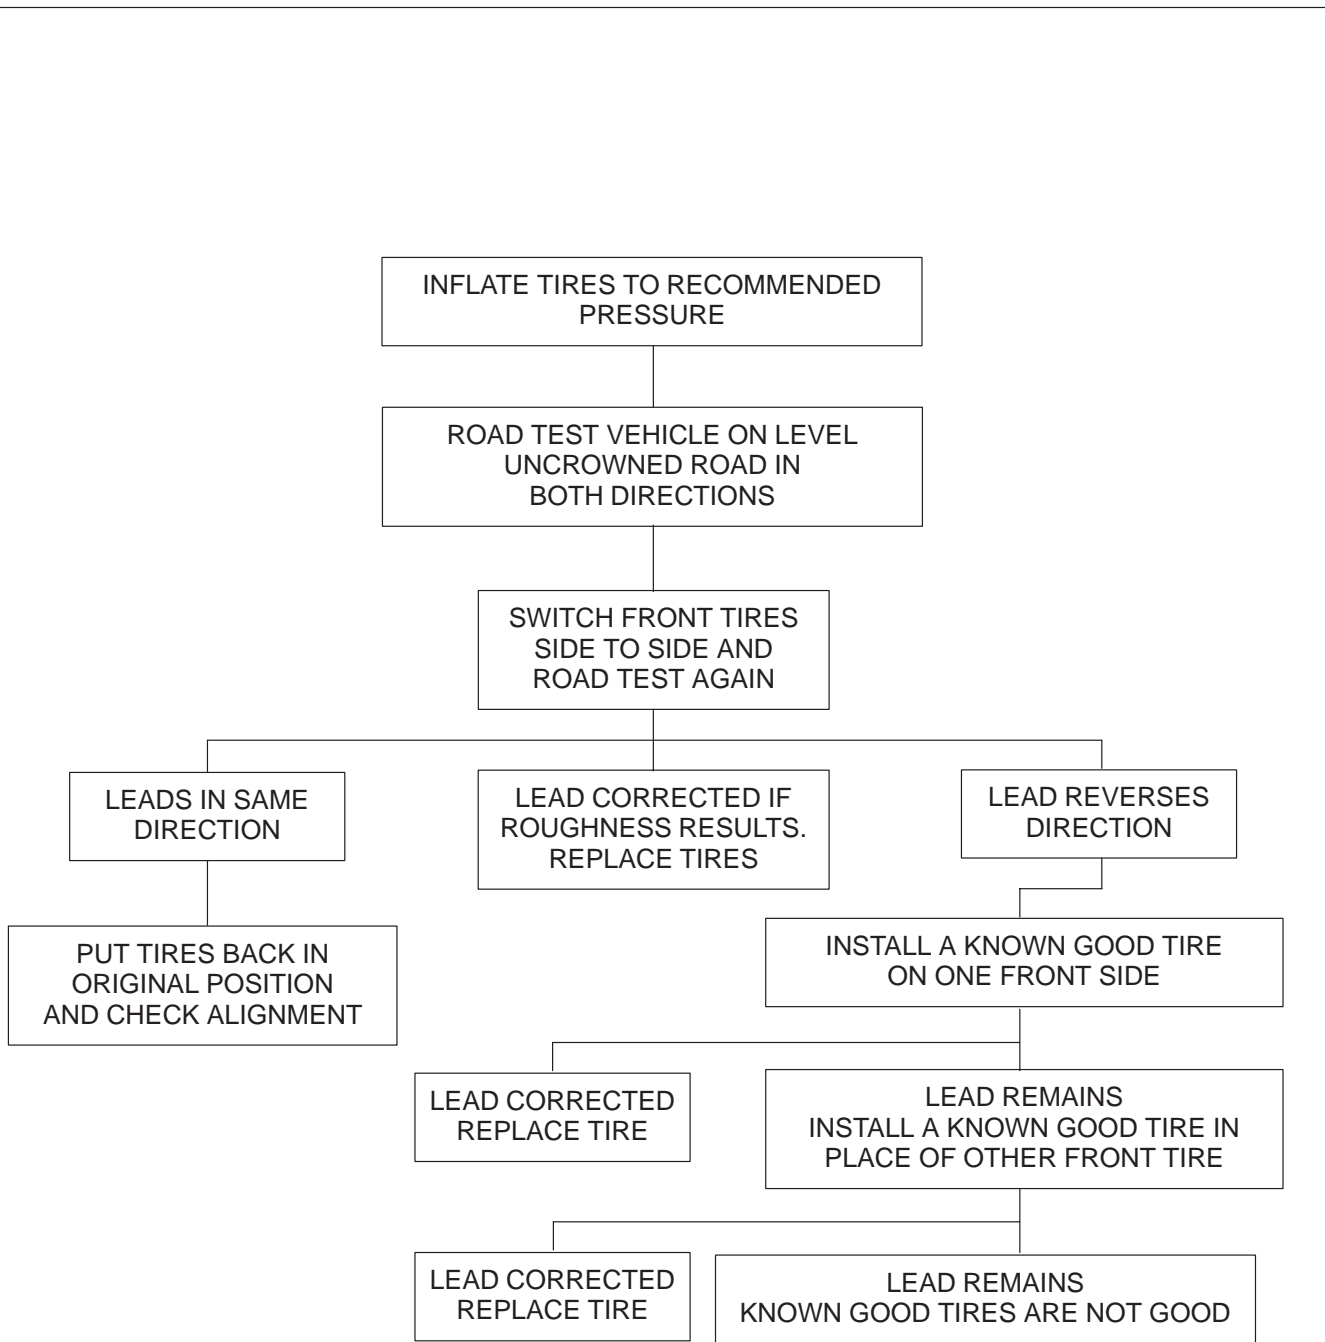 INFLATE TIRES TO RECOMMENDED
PRESSURE
ROAD TEST VEHICLE ON LEVEL
UNCROWNED ROAD IN
BOTH DIRECTIONS
SWITCH FRONT TIRES
SIDE TO SIDE AND
ROAD TEST AGAIN
LEADS IN SAME
DIRECTION
LEAD CORRECTED IF
ROUGHNESS RESULTS.
REPLACE TIRES
LEAD REVERSES
DIRECTION
PUT TIRES BACK IN
ORIGINAL POSITION
AND CHECK ALIGNMENT
INSTALL A KNOWN GOOD TIRE
ON ONE FRONT SIDE
LEAD CORRECTED
REPLACE TIRE
LEAD REMAINS
INSTALL A KNOWN GOOD TIRE IN
PLACE OF OTHER FRONT TIRE
LEAD CORRECTED
REPLACE TIRE
LEAD REMAINS
KNOWN GOOD TIRES ARE NOT GOOD